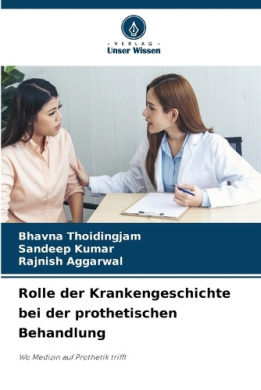 VERLAG
Unser Wissen
Bhavna Thoidingjam
Sandeep Kumar
Rajnish Aggarwal
Rolle der Krankengeschichte
bei der prothetischen
Behandlung
Wo Medizin auf Prothetik trifft